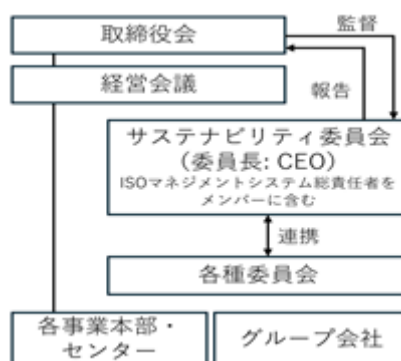 取締役会
監督
経営会議
報告
サステナビリティ委員会
(委員長: CEO)
ISOマネジメントシステム総責任者を
メンバーに含む
連携
各種委員会
各事業本部・
センター
グループ会社